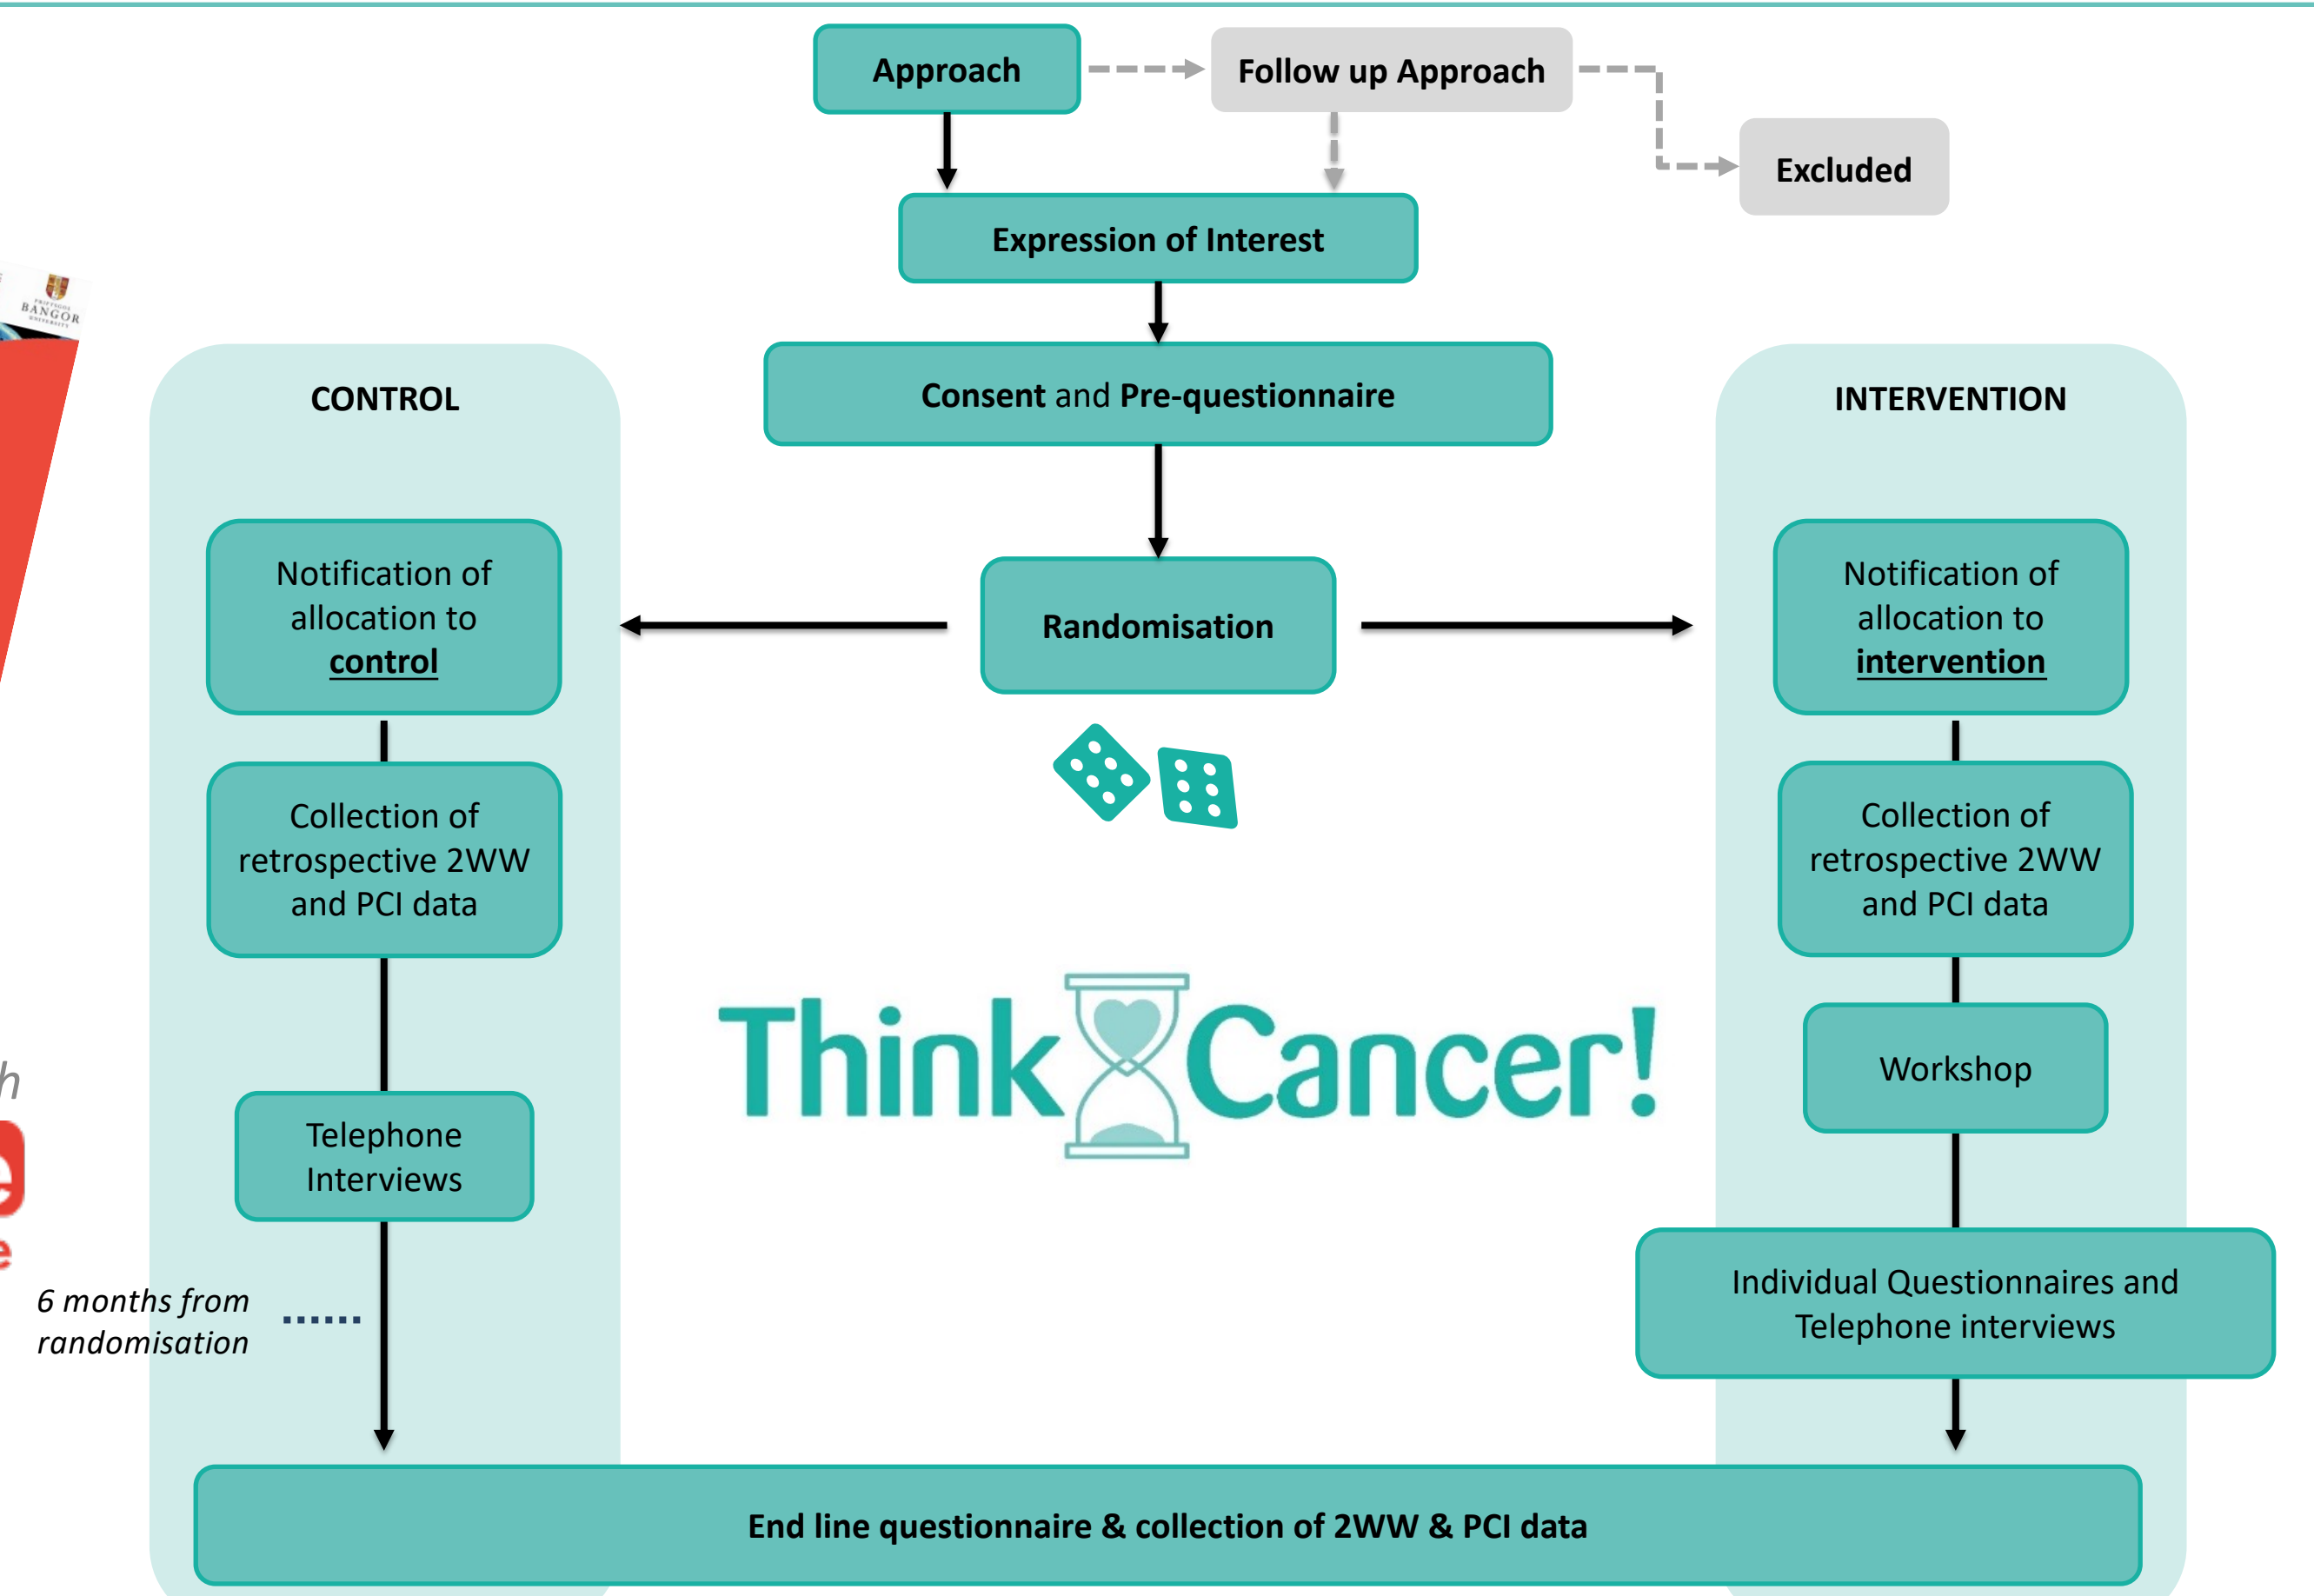 Approach
Follow up Approach
Excluded
Expression of Interest
BANGOR
UNIVERSITY
Consent and Pre-questionnaire
CONTROL
INTERVENTION
Notification of
allocation to
control
Randomisation
Notification of
allocation to
intervention
Collection of
retrospective 2WW
and PCI data
Collection of
retrospective 2WW
and PCI data
Think Cancer!
Workshop
Telephone
Interviews
Individual Questionnaires and
Telephone interviews
6 months from
randomisation
End line questionnaire & collection of 2WW & PCI data